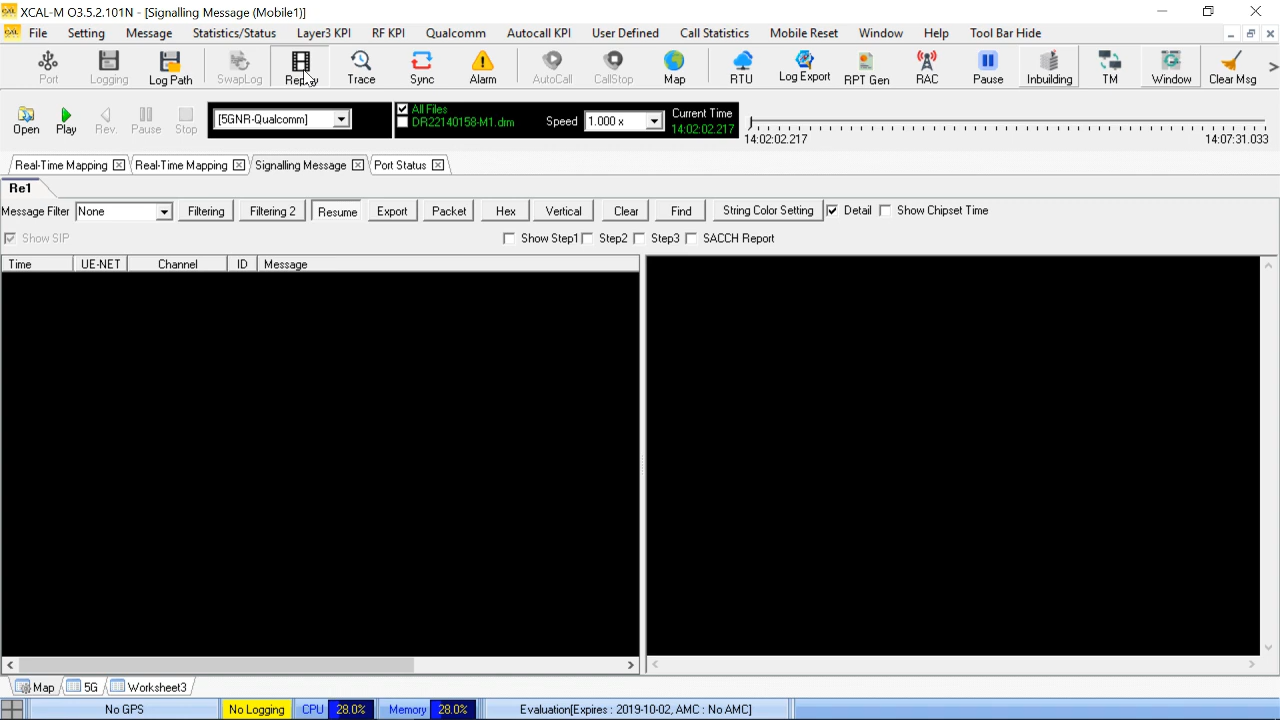 XCAL-M O3.5.2.101N - [Signalling Message (Mobile1)]
File Setting Message Statistics/Status Layer3 KPI RF KPI Qualcomm Autocall KPI User Defined Call Statistics Mobile Reset Window Help Tool Bar Hide
Port Logging Log Path SwapLog Replay Trace Sync Alarm AutoCall CallStop Map RTU Log Export RPT Gen RAC Pause Inbuilding TM Window Clear Msg
Open Play Rev. Pause Stop [5GNR-Qualcomm] All Files Speed 1.000 x Current Time
DR22140158-M1.drm 14:02:02.217
14:02:02.217 14:07:31.033
Real-Time Mapping Real-Time Mapping Signalling Message Port Status
Re1
Message Filter None Filtering Filtering 2 Resume Export Packet Hex Vertical Clear Find String Color Setting Detail Show Chipset Time
Show SIP Show Step1 Step2 Step3 SACCH Report
Time UE-NET Channel ID Message
Map 5G Worksheet3
No GPS No Logging CPU 28.0% Memory 28.0% Evaluation[Expires : 2019-10-02, AMC : No AMC]